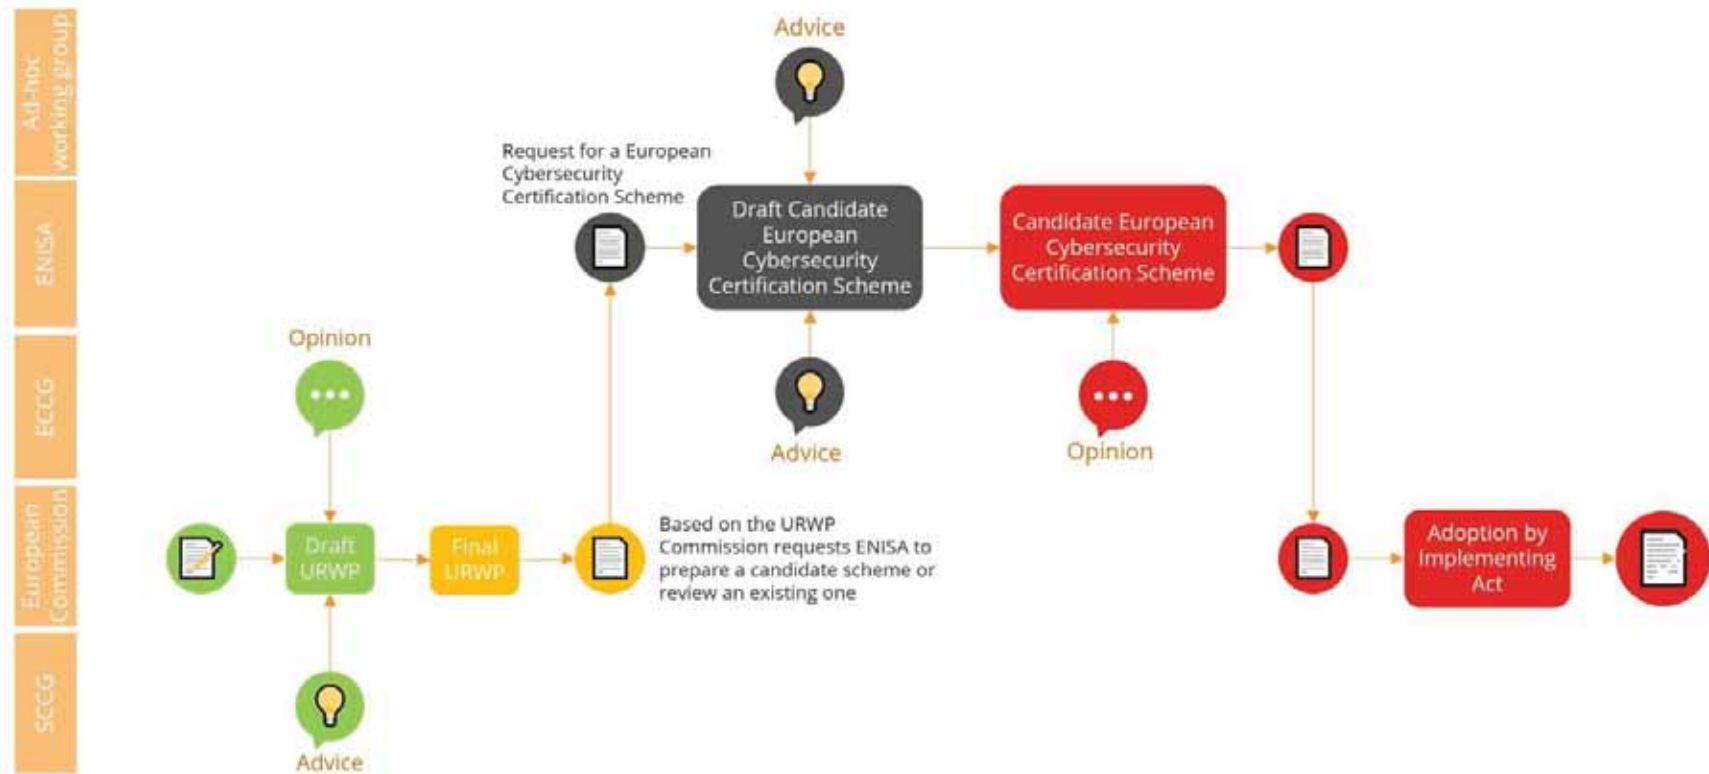 Ad-hoc
working group
ENISA
ECCG
European
Commission
SCCG
Advice
Request for a European
Cybersecurity
Certification Scheme
Draft Candidate
European
Cybersecurity
Certification Scheme
Candidate European
Cybersecurity
Certification Scheme
Opinion
Advice
Opinion
Draft
URWP
Final
URWP
Based on the URWP
Commission requests ENISA to
prepare a candidate scheme or
review an existing one
Adoption by
Implementing
Act
Advice